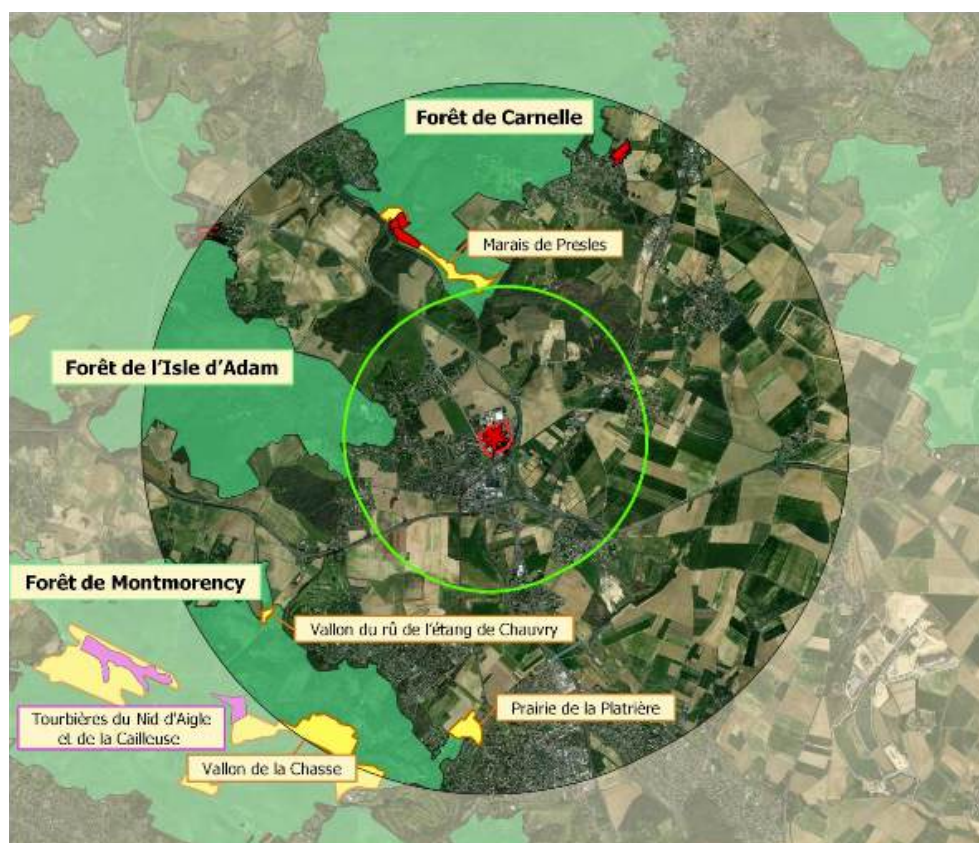 Forêt de Carnelle
Marais de Presles
Forêt de l'Isle d'Adam
Forêt de Montmorency
Vallon du rû de l'étang de Chauvry
Prairie de la Platrière
Tourbières du Nid d'Aigle
et de la Cailleuse
Vallon de la Chasse